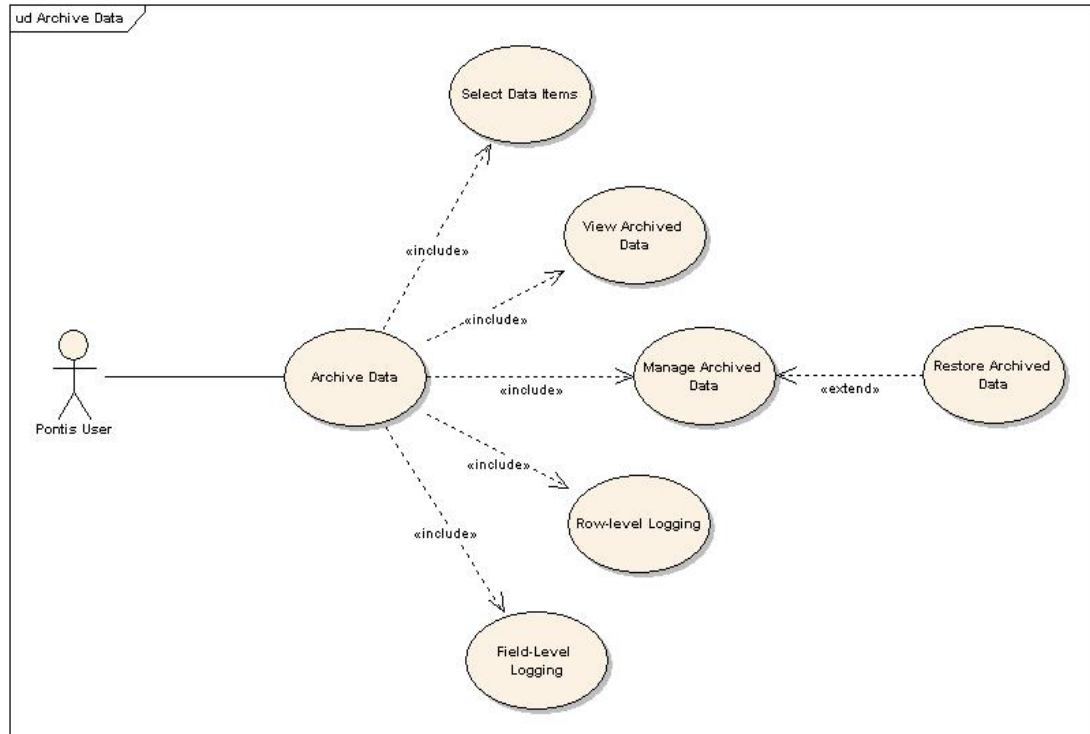 ud Archive Data
Select Data Items
«include»
View Archived
Data
«include»
Pontis User
Archive Data
«include»
Manage Archived
Data
«extend»
Restore Archived
Data
«include»
Row-level Logging
«include»
Field-Level
Logging